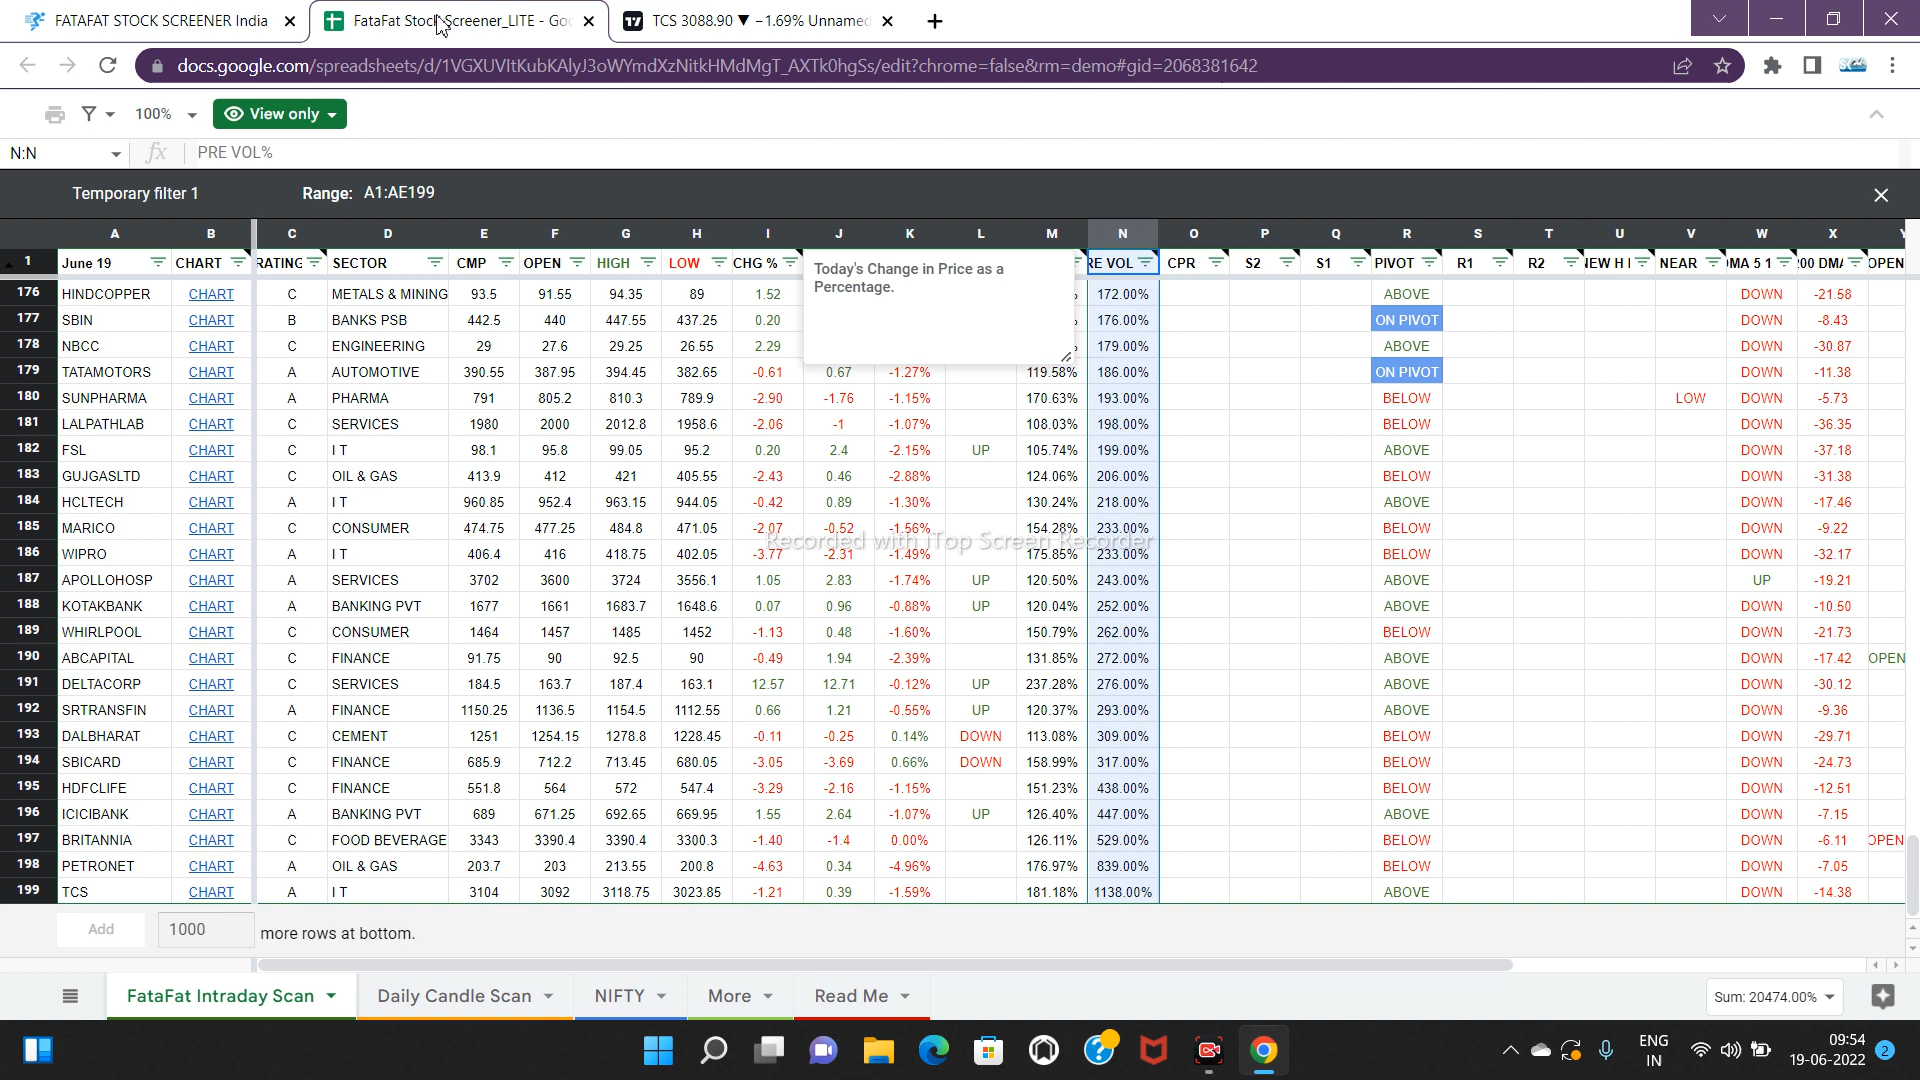 FATAFAT STOCK SCREENER India
FataFat Stock Screener_LITE - Goo
TCS 3088.90 ▼ −1.69% Unnamed
docs.google.com/spreadsheets/d/1VGXUVItKubKAlyJ3oWYmdXzNitkHMdMgT_AXTk0hgSs/edit?chrome=false&rm=demo#gid=2068381642
100% View only
N:N fx PRE VOL%
Temporary filter 1 Range: A1:AE199
A B C D E F G H I J K L M N O P Q R S T U V W X Y
1 June 19 CHART RATING SECTOR CMP OPEN HIGH LOW CHG % RE VOL CPR S2 S1 PIVOT R1 R2 NEAR 5 1 OPEN
Today's Change in Price as a
Percentage.
176 HINDCOPPER CHART C METALS & MINING 93.5 91.55 94.35 89 1.52 172.00% ABOVE DOWN -21.58
177 SBIN CHART B BANKS PSB 442.5 440 447.55 437.25 0.20 176.00% ON PIVOT DOWN -8.43
178 NBCC CHART C ENGINEERING 29 27.6 29.25 26.55 2.29 179.00% ABOVE DOWN -30.87
179 TATAMOTORS CHART A AUTOMOTIVE 390.55 387.95 394.45 382.65 -0.61 0.67 -1.27% 119.58% 186.00% ON PIVOT DOWN -11.38
180 SUNPHARMA CHART A PHARMA 791 805.2 810.3 789.9 -2.90 -1.76 -1.15% 170.63% 193.00% BELOW LOW DOWN -5.73
181 LALPATHLAB CHART C SERVICES 1980 2000 2012.8 1958.6 -2.06 -1 -1.07% 108.03% 198.00% BELOW DOWN -36.35
182 FSL CHART C I T 98.1 95.8 99.05 95.2 0.20 2.4 -2.15% UP 105.74% 199.00% ABOVE DOWN -37.18
183 GUJGASLTD CHART C OIL & GAS 413.9 412 421 405.55 -2.43 0.46 -2.88% 124.06% 206.00% BELOW DOWN -31.38
184 HCLTECH CHART A I T 960.85 952.4 963.15 944.05 -0.42 0.89 -1.30% 130.24% 218.00% ABOVE DOWN -17.46
185 MARICO CHART C CONSUMER 474.75 477.25 484.8 471.05 -2.07 -0.52 -1.56% 154.28% 233.00% BELOW DOWN -9.22
Recorded with iTop Screen Recorder
186 WIPRO CHART A I T 406.4 416 418.75 402.05 -3.77 -2.31 -1.49% 175.85% 233.00% BELOW DOWN -32.17
187 APOLLOHOSP CHART A SERVICES 3702 3600 3724 3556.1 1.05 2.83 -1.74% UP 120.50% 243.00% ABOVE UP -19.21
188 KOTAKBANK CHART A BANKING PVT 1677 1661 1683.7 1648.6 0.07 0.96 -0.88% UP 120.04% 252.00% ABOVE DOWN -10.50
189 WHIRLPOOL CHART C CONSUMER 1464 1457 1485 1452 -1.13 0.48 -1.60% 150.79% 262.00% BELOW DOWN -21.73
190 ABCAPITAL CHART C FINANCE 91.75 90 92.5 90 -0.49 1.94 -2.39% 131.85% 272.00% ABOVE DOWN -17.42 OPEN
191 DELTACORP CHART C SERVICES 184.5 163.7 187.4 163.1 12.57 12.71 -0.12% UP 237.28% 276.00% ABOVE DOWN -30.12
192 SRTRANSFIN CHART A FINANCE 1150.25 1136.5 1154.5 1112.55 0.66 1.21 -0.55% UP 120.37% 293.00% ABOVE DOWN -9.36
193 DALBHARAT CHART C CEMENT 1251 1254.15 1278.8 1228.45 -0.11 -0.25 0.14% DOWN 113.08% 309.00% BELOW DOWN -29.71
194 SBICARD CHART C FINANCE 685.9 712.2 713.45 680.05 -3.05 -3.69 0.66% DOWN 158.99% 317.00% BELOW DOWN -24.73
195 HDFCLIFE CHART C FINANCE 551.8 564 572 547.4 -3.29 -2.16 -1.15% 151.23% 438.00% BELOW DOWN -12.51
196 ICICIBANK CHART A BANKING PVT 689 671.25 692.65 669.95 1.55 2.64 -1.07% UP 126.40% 447.00% ABOVE DOWN -7.15
197 BRITANNIA CHART C FOOD BEVERAGE 3343 3390.4 3390.4 3300.3 -1.40 -1.4 0.00% 126.11% 529.00% BELOW DOWN -6.11 OPEN
198 PETRONET CHART A OIL & GAS 203.7 203 213.55 200.8 -4.63 0.34 -4.96% 176.97% 839.00% BELOW DOWN -7.05
199 TCS CHART A I T 3104 3092 3118.75 3023.85 -1.21 0.39 -1.59% 181.18% 1138.00% ABOVE DOWN -14.38
Add 1000 more rows at bottom.
FataFat Intraday Scan Daily Candle Scan NIFTY More Read Me Sum: 20474.00%
ENG
IN
09:54
19-06-2022
2